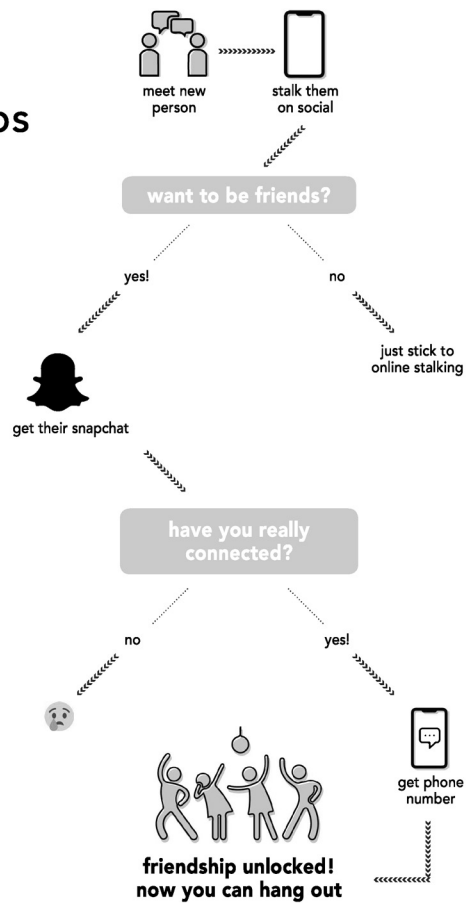 meet new
person
stalk them
on social
want to be friends?
yes!
no
just stick to
online stalking
get their snapchat
have you really
connected?
no
yes!
get phone
number
friendship unlocked!
now you can hang out